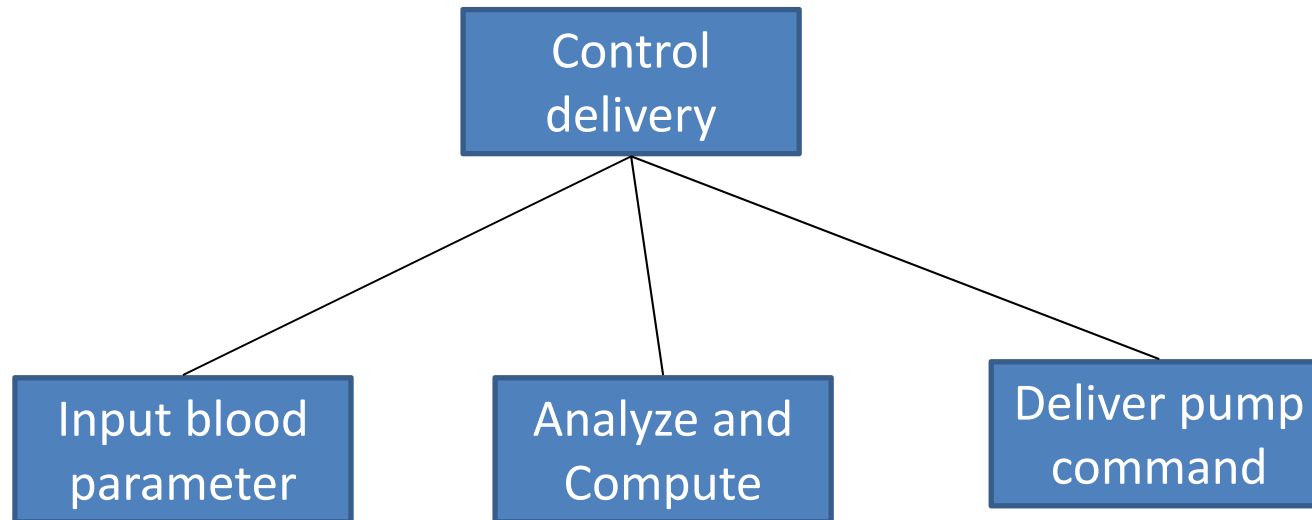 Control
delivery
Input blood
parameter
Analyze and
Compute
Deliver pump
command